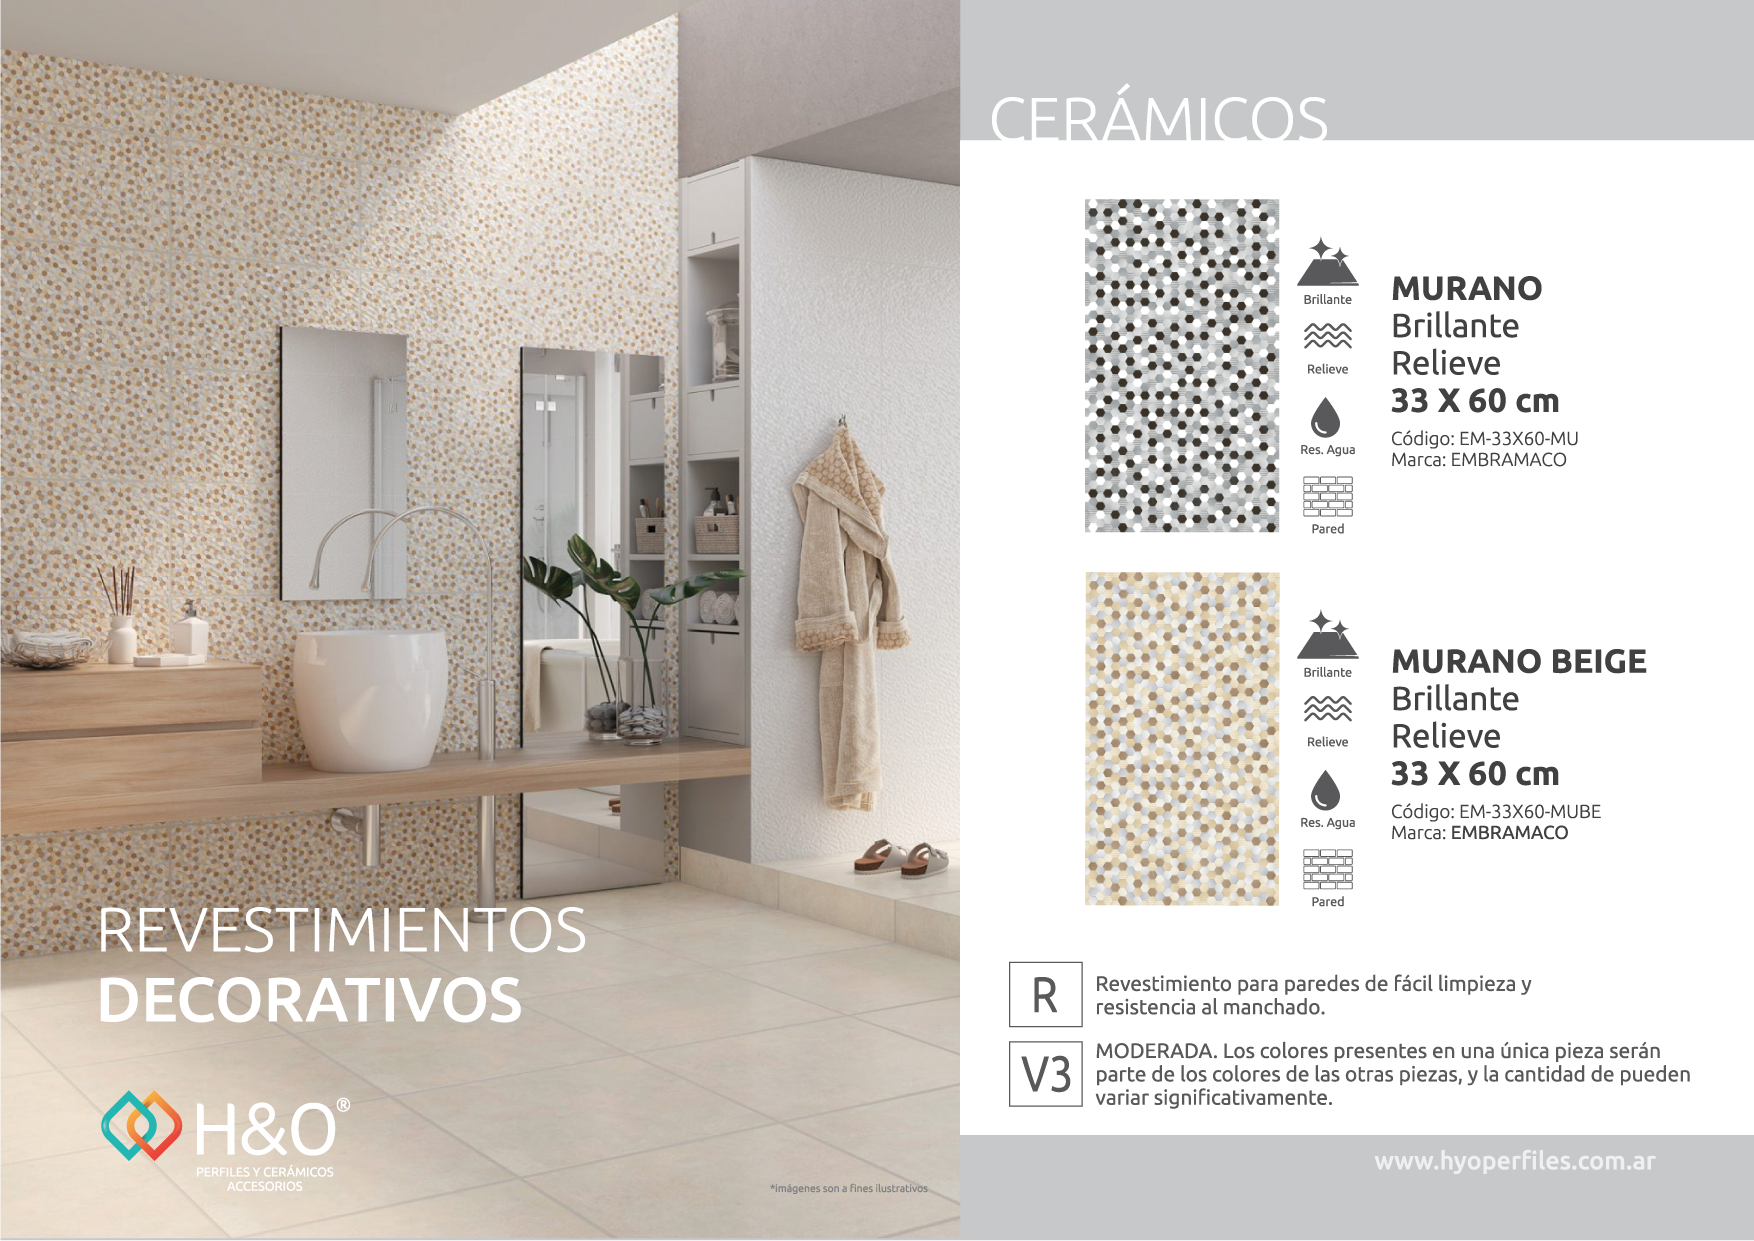 REVESTIMIENTOS
DECORATIVOS
H&O®
PERFILES Y CERÁMICOS
ACCESORIOS
*imágenes son a fines ilustrativos
CERÁMICOS
Brillante
Relieve
Res. Agua
Pared
MURANO
Brillante
Relieve
33 X 60 cm
Código: EM-33X60-MU
Marca: EMBRAMACO
Brillante
Relieve
Res. Agua
Pared
MURANO BEIGE
Brillante
Relieve
33 X 60 cm
Código: EM-33X60-MUBE
Marca: EMBRAMACO
R
Revestimiento para paredes de fácil limpieza y
resistencia al manchado.
V3
MODERADA. Los colores presentes en una única pieza serán
parte de los colores de las otras piezas, y la cantidad de pueden
variar significativamente.
www.hyoperfiles.com.ar